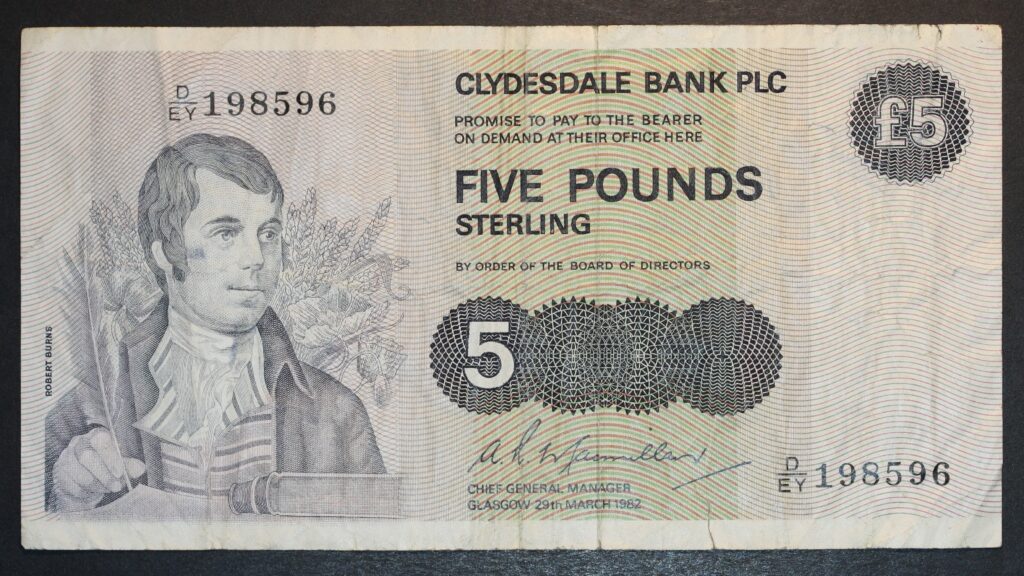 D/EY 198596
CLYDESDALE BANK PLC
PROMISE TO PAY TO THE BEARER
ON DEMAND AT THEIR OFFICE HERE
£5
FIVE POUNDS
STERLING
BY ORDER OF THE BOARD OF DIRECTORS
5
ROBERT BURNS
A. R. Macmillan
CHIEF GENERAL MANAGER
GLASGOW 29th MARCH 1982
D/EY 198596